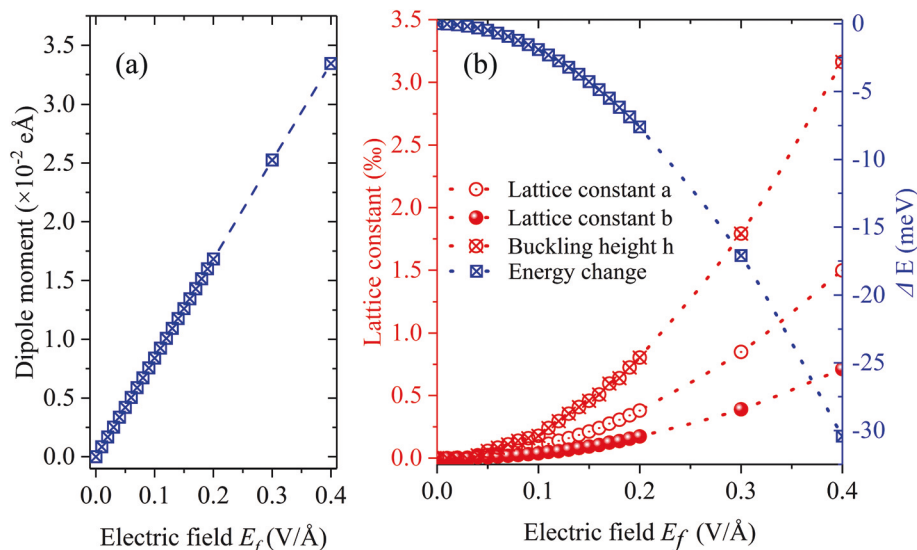 (a)
3.5
3.0
2.5
2.0
1.5
1.0
0.5
0.0
Dipole moment (×10⁻² eÅ)
0.0 0.1 0.2 0.3 0.4
Electric field E_f (V/Å)
(b)
3.5
3.0
2.5
2.0
1.5
1.0
0.5
0.0
Lattice constant (‰)
Lattice constant a
Lattice constant b
Buckling height h
Energy change
0
-5
-10
-15
-20
-25
-30
Δ E (meV)
0.0 0.1 0.2 0.3 0.4
Electric field E_f (V/Å)